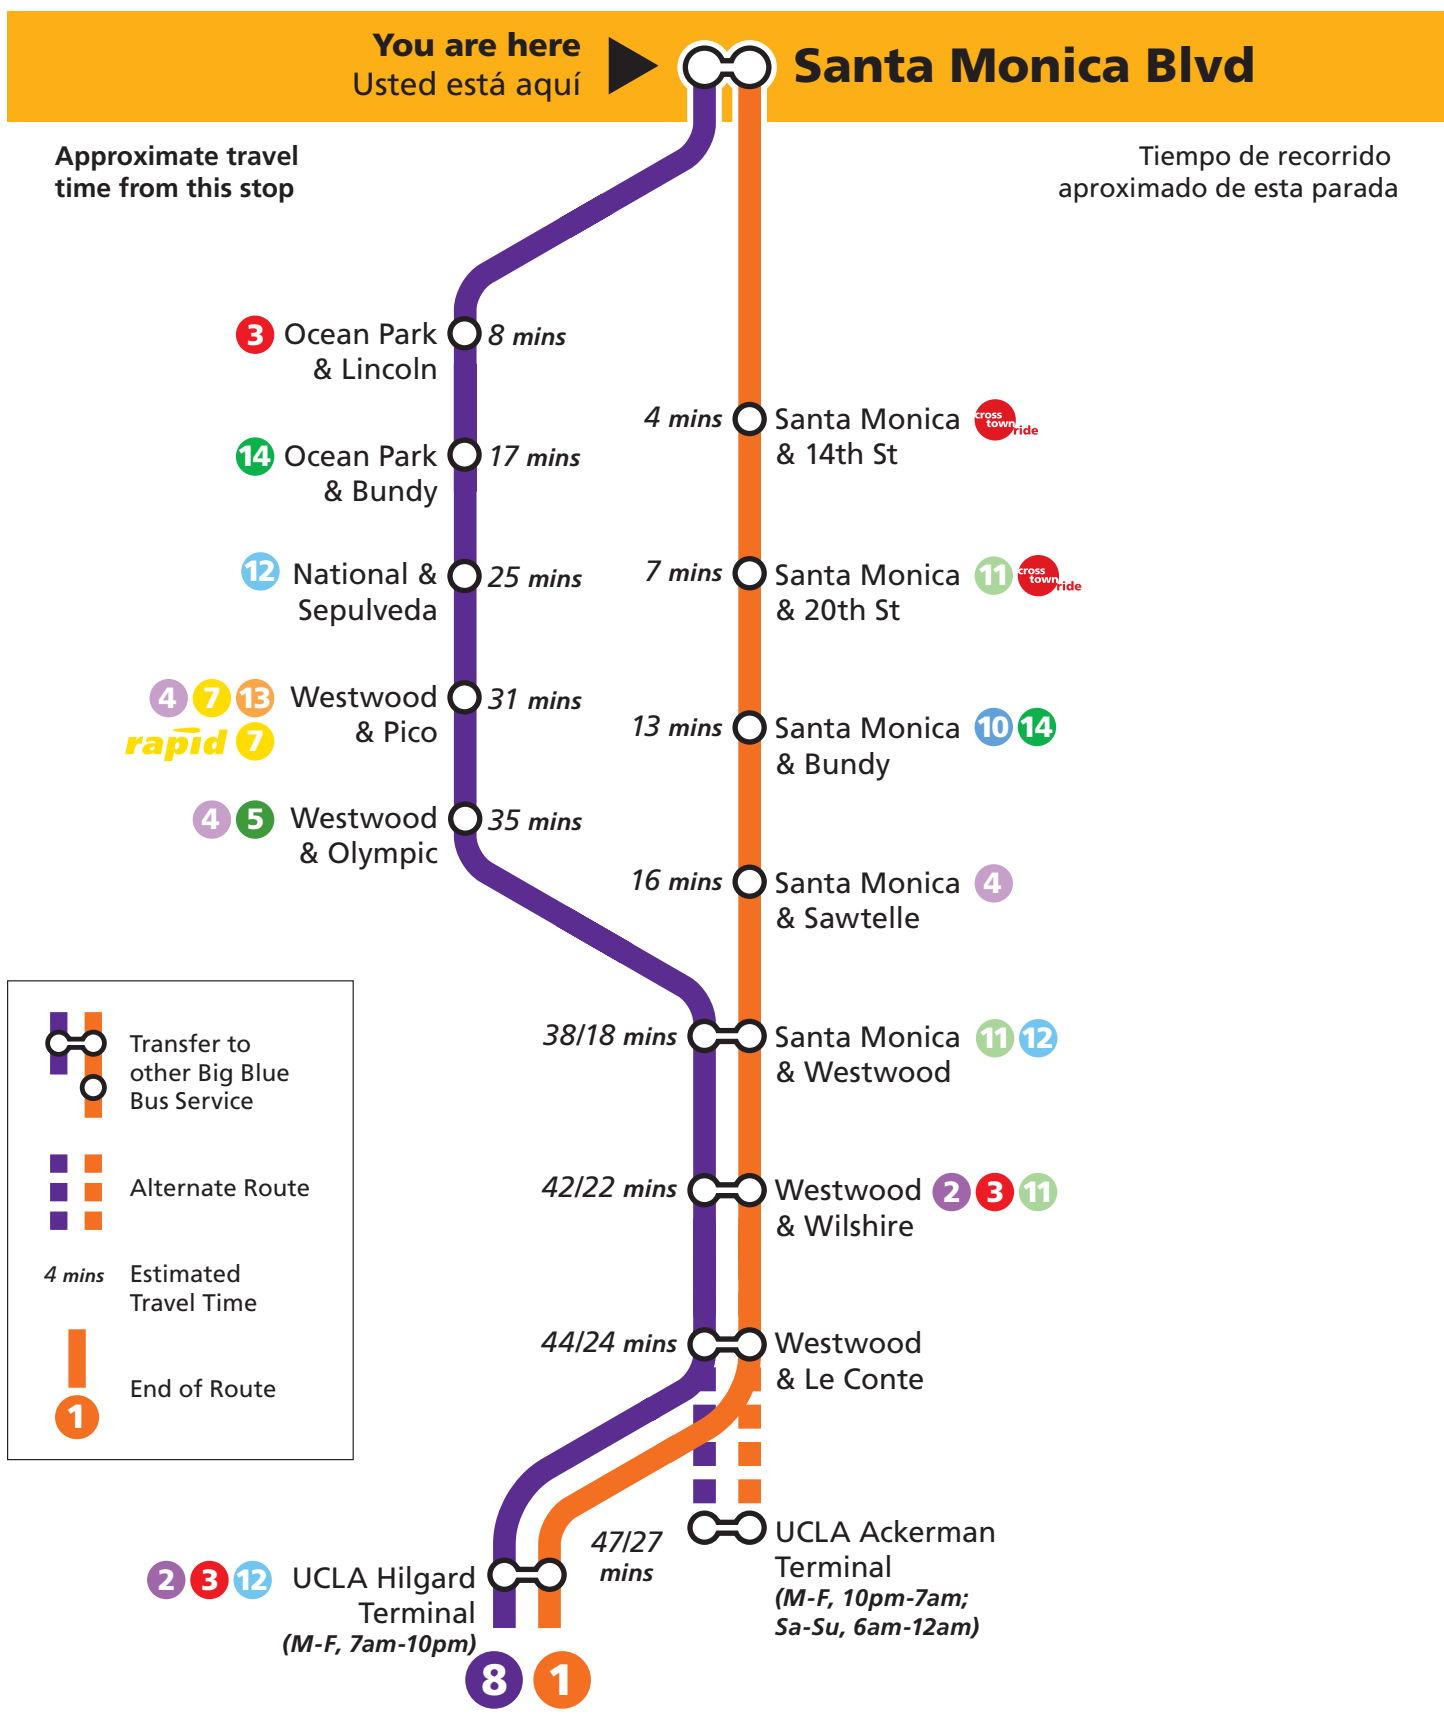 You are here
Usted está aquí
Santa Monica Blvd
Approximate travel
time from this stop
Tiempo de recorrido
aproximado de esta parada
3 Ocean Park 8 mins
& Lincoln
4 mins Santa Monica cross town ride
& 14th St
14 Ocean Park 17 mins
& Bundy
12 National & 25 mins
Sepulveda
7 mins Santa Monica 11 cross town ride
& 20th St
4 7 13 Westwood 31 mins
rapid 7 & Pico
13 mins Santa Monica 10 14
& Bundy
4 5 Westwood 35 mins
& Olympic
16 mins Santa Monica 4
& Sawtelle
38/18 mins Santa Monica 11 12
& Westwood
42/22 mins Westwood 2 3 11
& Wilshire
44/24 mins Westwood
& Le Conte
Transfer to
other Big Blue
Bus Service
Alternate Route
4 mins Estimated
Travel Time
End of Route
1
47/27
mins
UCLA Ackerman
Terminal
(M-F, 10pm-7am;
Sa-Su, 6am-12am)
2 3 12 UCLA Hilgard
Terminal
(M-F, 7am-10pm)
8 1